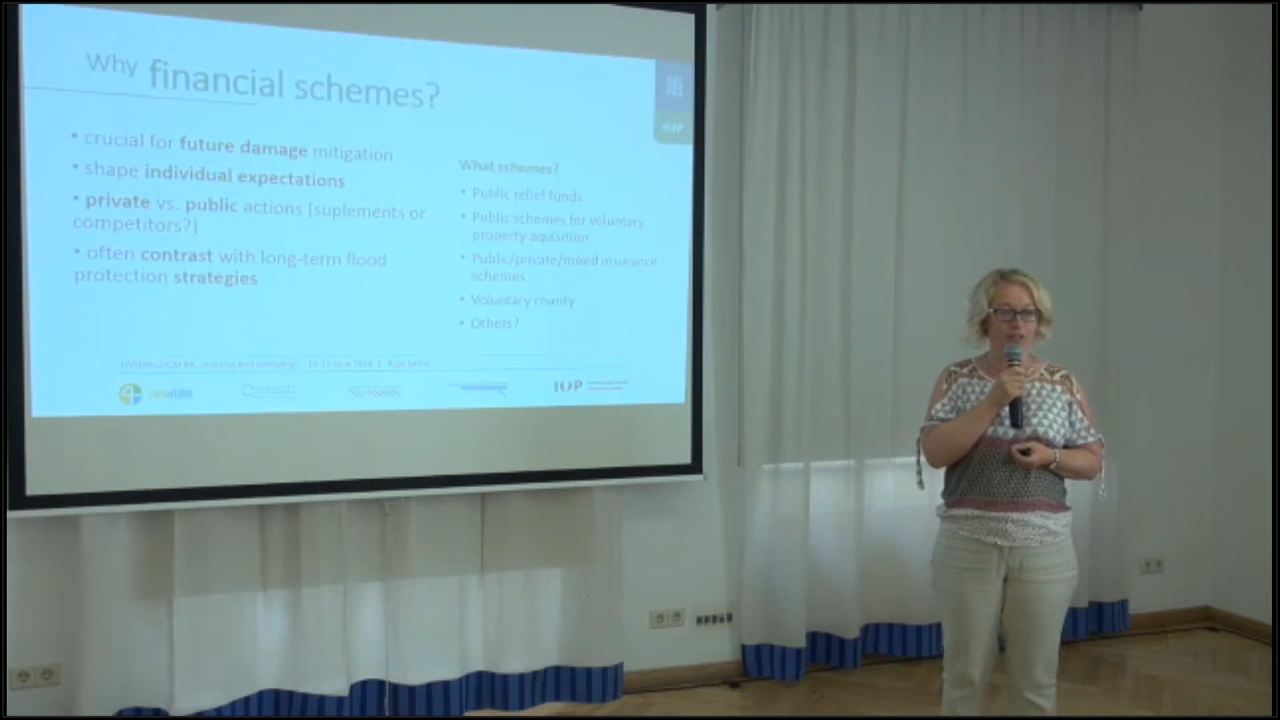 Why financial schemes?
• crucial for future damage mitigation
• shape individual expectations
• private vs. public actions (suplements or
competitors?)
• often contrast with long-term flood
protection strategies
What schemes?
• Public relief funds
• Public schemes for voluntary
property aquisition
• Public/private/mixed insurance
schemes
• Voluntary charity
• Others?
IOP